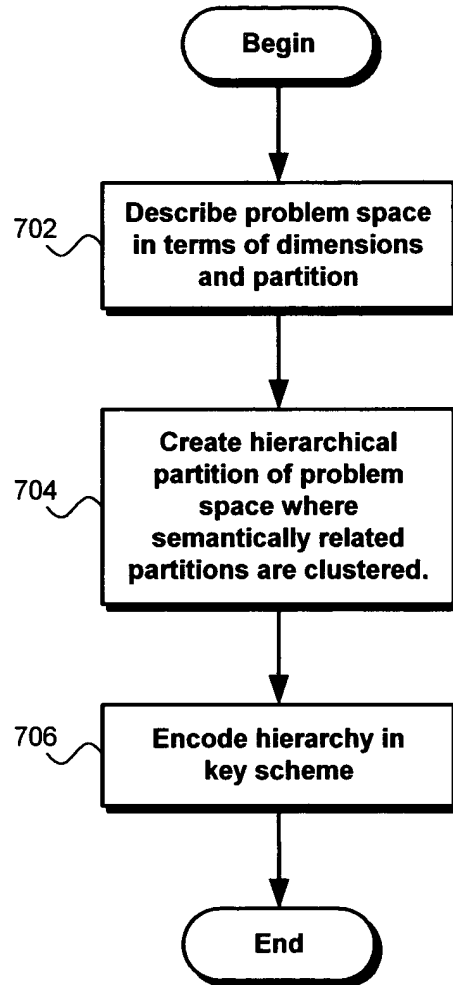 Begin
702
Describe problem space
in terms of dimensions
and partition
704
Create hierarchical
partition of problem
space where
semantically related
partitions are clustered.
706
Encode hierarchy in
key scheme
End